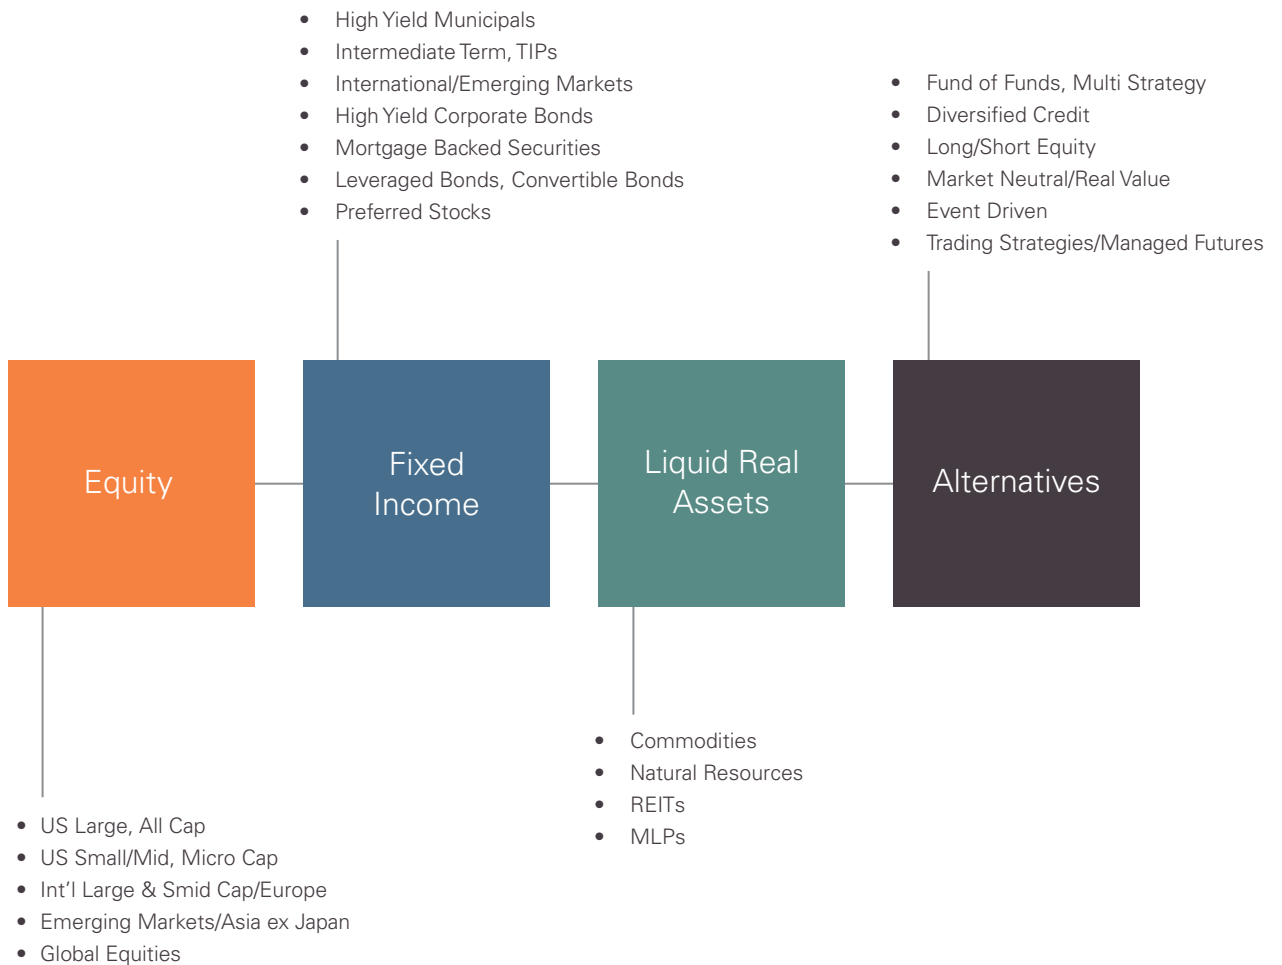 • High Yield Municipals
• Intermediate Term, TIPs
• International/Emerging Markets
• High Yield Corporate Bonds
• Mortgage Backed Securities
• Leveraged Bonds, Convertible Bonds
• Preferred Stocks
• Fund of Funds, Multi Strategy
• Diversified Credit
• Long/Short Equity
• Market Neutral/Real Value
• Event Driven
• Trading Strategies/Managed Futures
Equity
Fixed
Income
Liquid Real
Assets
Alternatives
• US Large, All Cap
• US Small/Mid, Micro Cap
• Int’l Large & Smid Cap/Europe
• Emerging Markets/Asia ex Japan
• Global Equities
• Commodities
• Natural Resources
• REITs
• MLPs